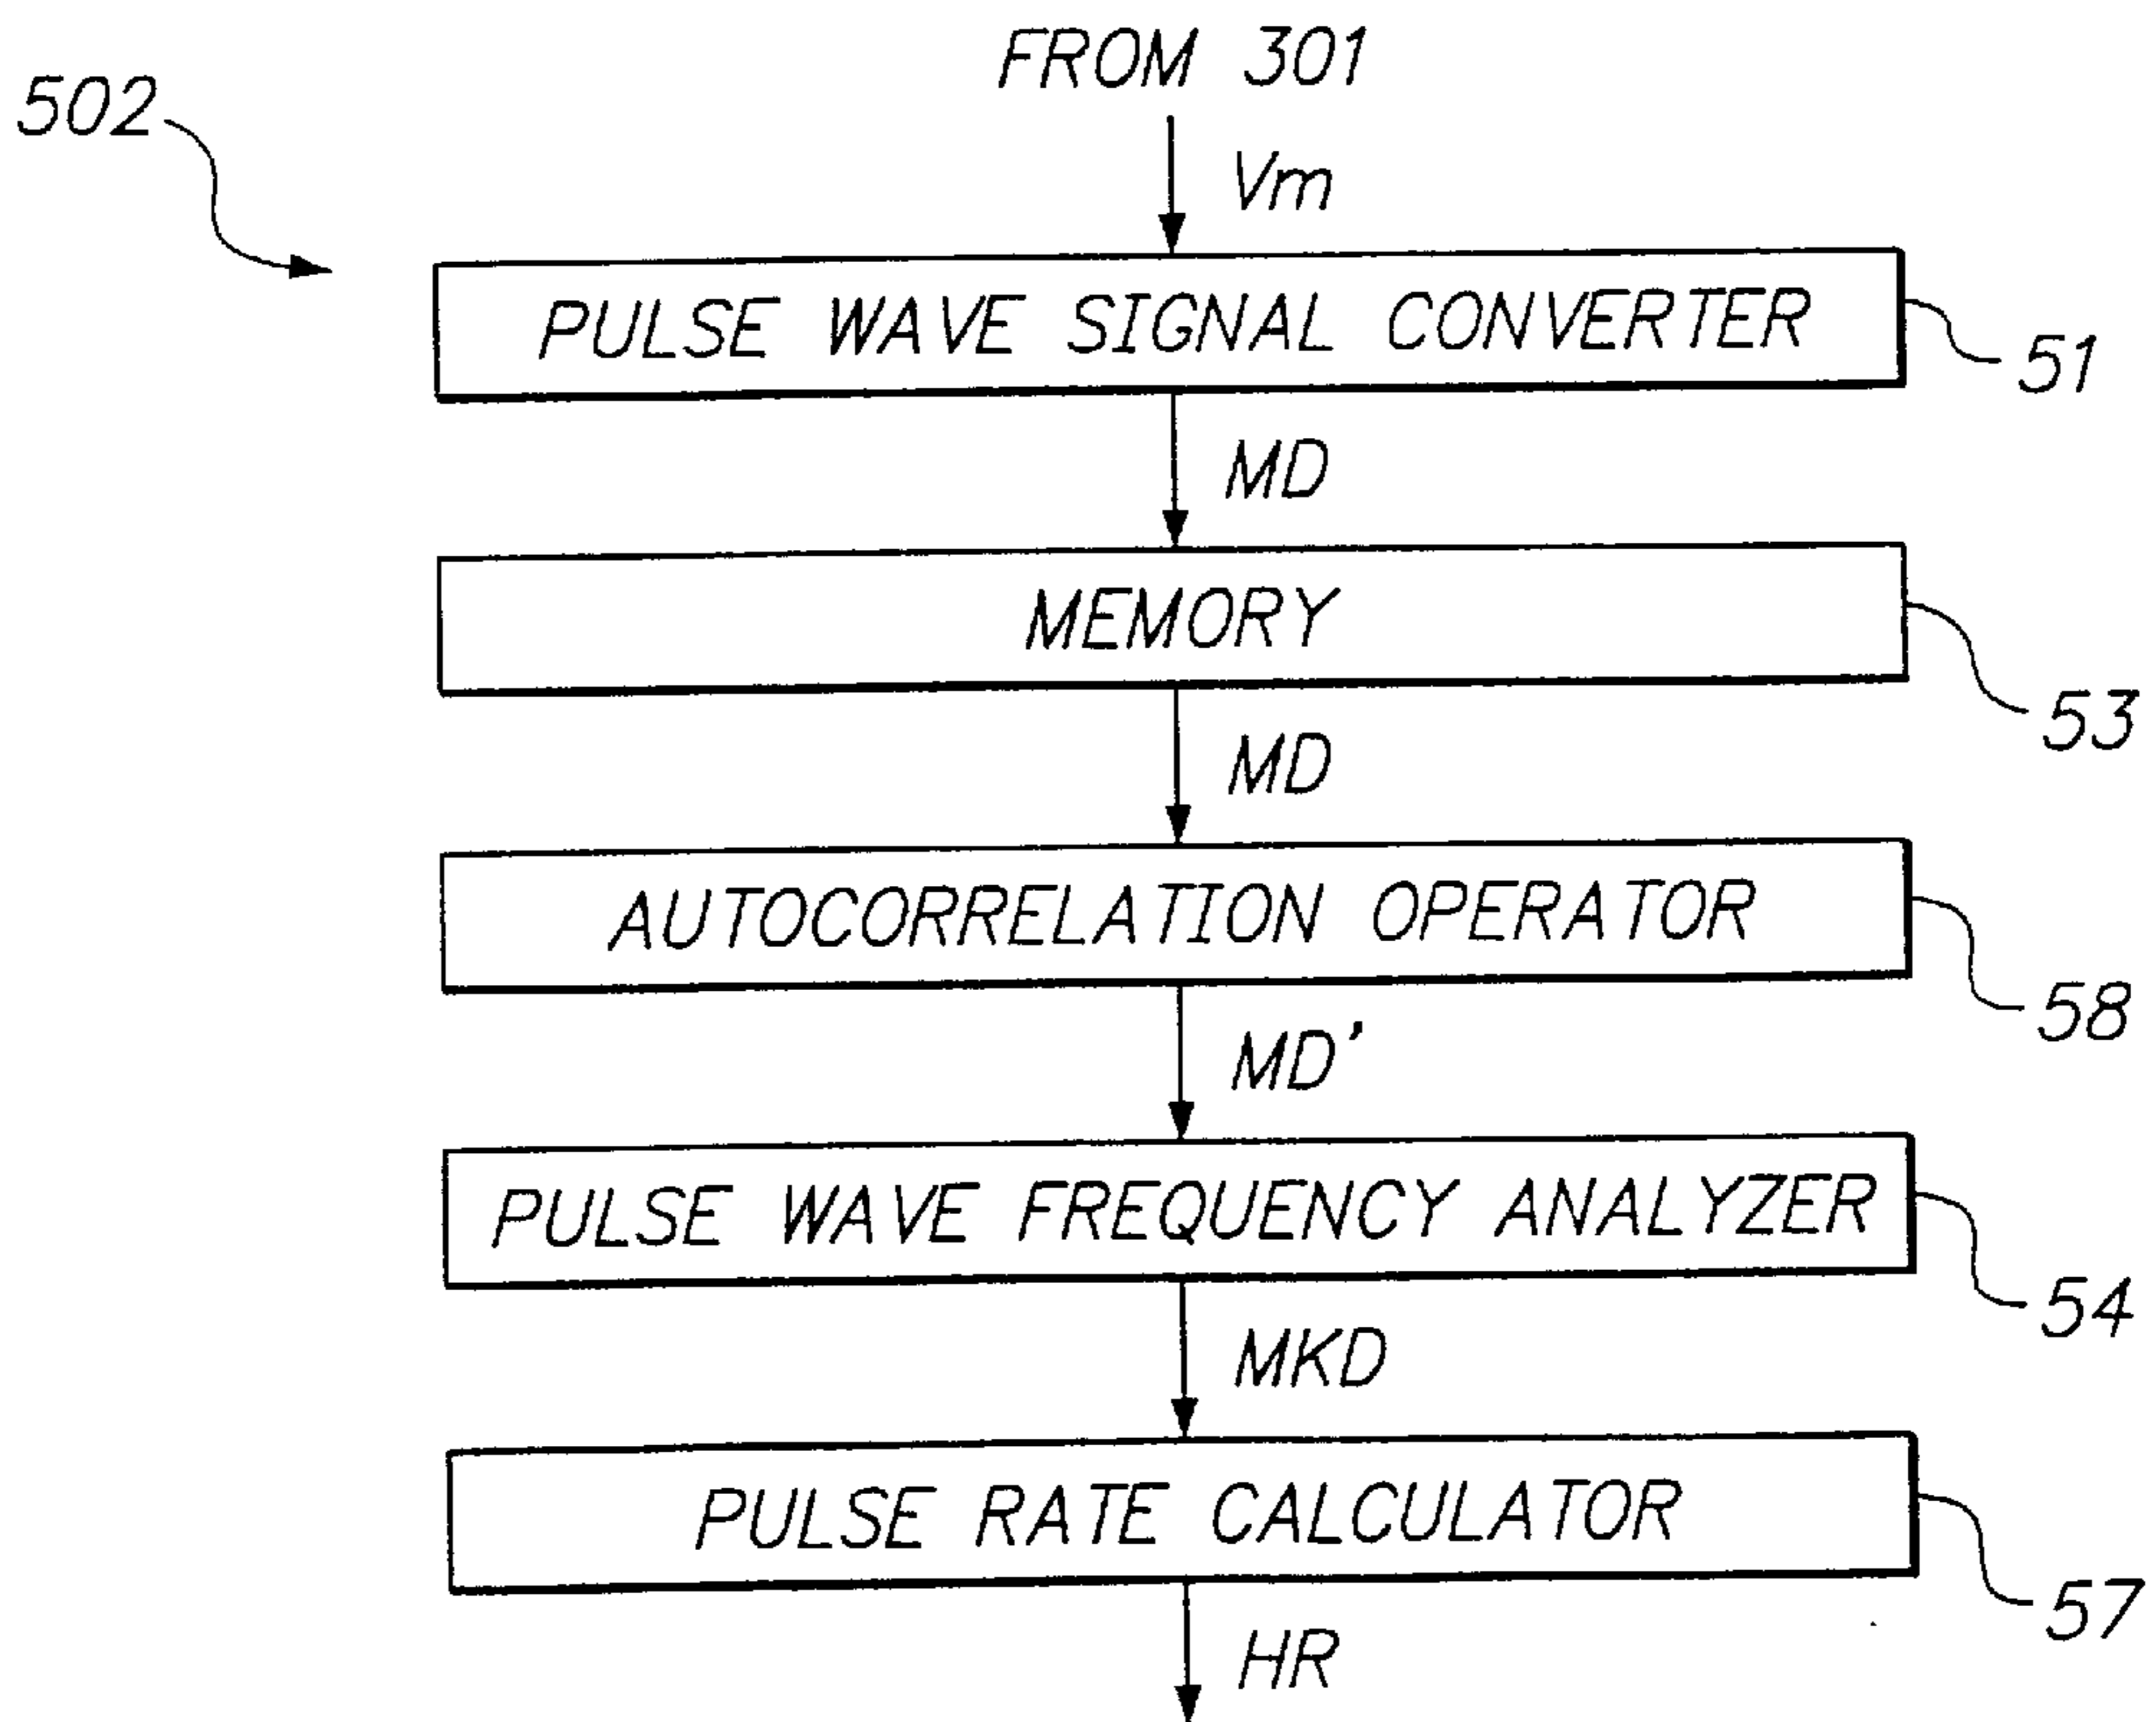 FROM 301
502
Vm
PULSE WAVE SIGNAL CONVERTER
51
MD
MEMORY
53
MD
AUTOCORRELATION OPERATOR
58
MD'
PULSE WAVE FREQUENCY ANALYZER
54
MKD
PULSE RATE CALCULATOR
57
HR